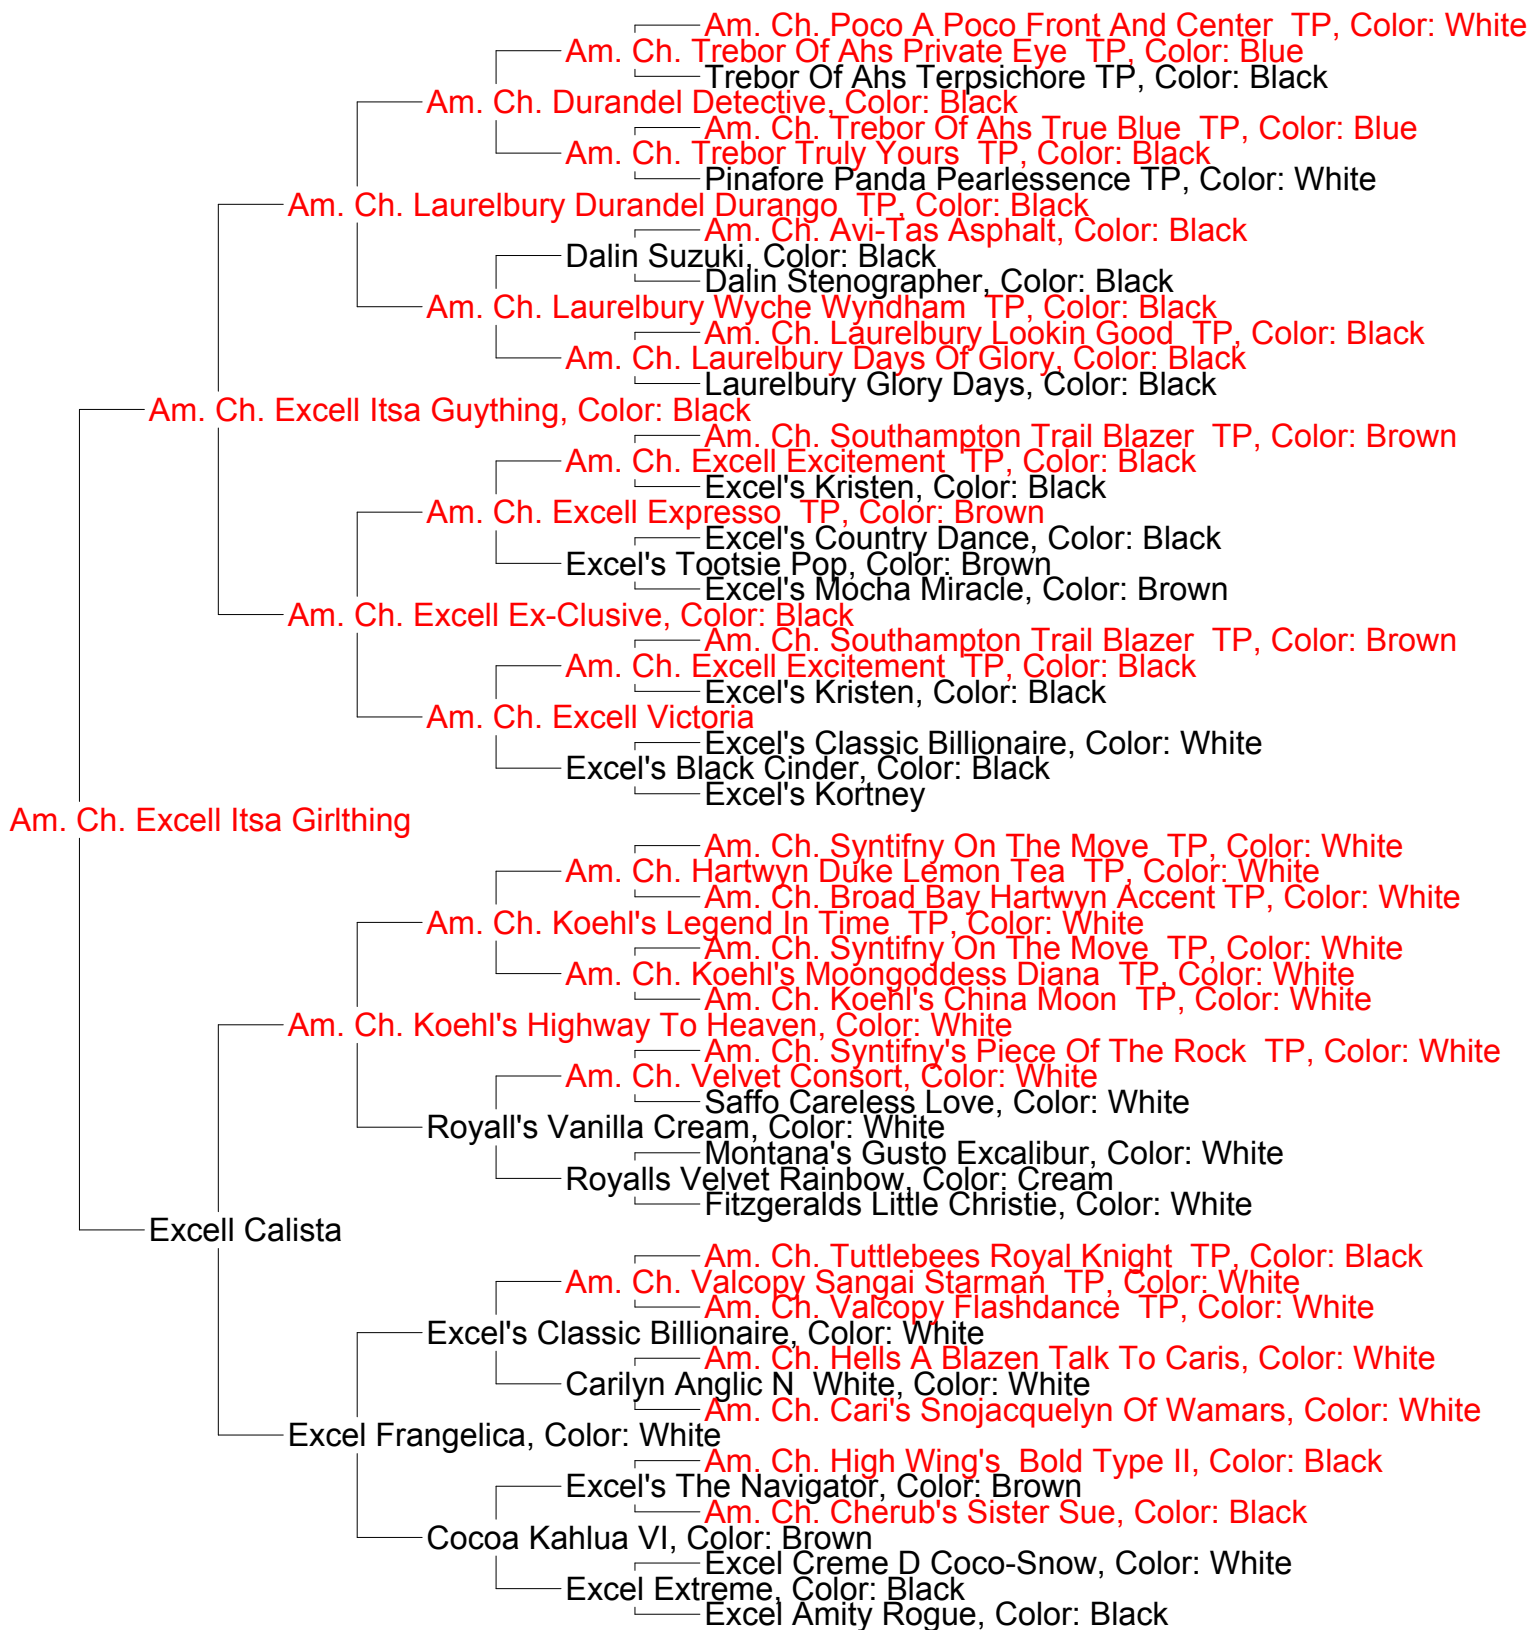 Am. Ch. Poco A Poco Front And Center  TP, Color: White
Am. Ch. Trebor Of Ahs Private Eye  TP, Color: Blue
Trebor Of Ahs Terpsichore TP, Color: Black
Am. Ch. Durandel Detective, Color: Black
Am. Ch. Trebor Of Ahs True Blue  TP, Color: Blue
Am. Ch. Trebor Truly Yours  TP, Color: Black
Pinafore Panda Pearlessence TP, Color: White
Am. Ch. Laurelbury Durandel Durango  TP, Color: Black
Am. Ch. Avi-Tas Asphalt, Color: Black
Dalin Suzuki, Color: Black
Dalin Stenographer, Color: Black
Am. Ch. Laurelbury Wyche Wyndham  TP, Color: Black
Am. Ch. Laurelbury Lookin Good  TP, Color: Black
Am. Ch. Laurelbury Days Of Glory, Color: Black
Laurelbury Glory Days, Color: Black
Am. Ch. Excell Itsa Guything, Color: Black
Am. Ch. Southampton Trail Blazer  TP, Color: Brown
Am. Ch. Excell Excitement  TP, Color: Black
Excel's Kristen, Color: Black
Am. Ch. Excell Expresso  TP, Color: Brown
Excel's Country Dance, Color: Black
Excel's Tootsie Pop, Color: Brown
Excel's Mocha Miracle, Color: Brown
Am. Ch. Excell Ex-Clusive, Color: Black
Am. Ch. Southampton Trail Blazer  TP, Color: Brown
Am. Ch. Excell Excitement  TP, Color: Black
Excel's Kristen, Color: Black
Am. Ch. Excell Victoria
Excel's Classic Billionaire, Color: White
Excel's Black Cinder, Color: Black
Excel's Kortney
Am. Ch. Excell Itsa Girlthing
Am. Ch. Syntifny On The Move  TP, Color: White
Am. Ch. Hartwyn Duke Lemon Tea  TP, Color: White
Am. Ch. Broad Bay Hartwyn Accent TP, Color: White
Am. Ch. Koehl's Legend In Time  TP, Color: White
Am. Ch. Syntifny On The Move  TP, Color: White
Am. Ch. Koehl's Moongoddess Diana  TP, Color: White
Am. Ch. Koehl's China Moon  TP, Color: White
Am. Ch. Koehl's Highway To Heaven, Color: White
Am. Ch. Syntifny's Piece Of The Rock  TP, Color: White
Am. Ch. Velvet Consort, Color: White
Saffo Careless Love, Color: White
Royall's Vanilla Cream, Color: White
Montana's Gusto Excalibur, Color: White
Royalls Velvet Rainbow, Color: Cream
Fitzgeralds Little Christie, Color: White
Excell Calista
Am. Ch. Tuttlebees Royal Knight  TP, Color: Black
Am. Ch. Valcopy Sangai Starman  TP, Color: White
Am. Ch. Valcopy Flashdance  TP, Color: White
Excel's Classic Billionaire, Color: White
Am. Ch. Hells A Blazen Talk To Caris, Color: White
Carilyn Anglic N  White, Color: White
Am. Ch. Cari's Snojacquelyn Of Wamars, Color: White
Excel Frangelica, Color: White
Am. Ch. High Wing's  Bold Type II, Color: Black
Excel's The Navigator, Color: Brown
Am. Ch. Cherub's Sister Sue, Color: Black
Cocoa Kahlua VI, Color: Brown
Excel Creme D Coco-Snow, Color: White
Excel Extreme, Color: Black
Excel Amity Rogue, Color: Black